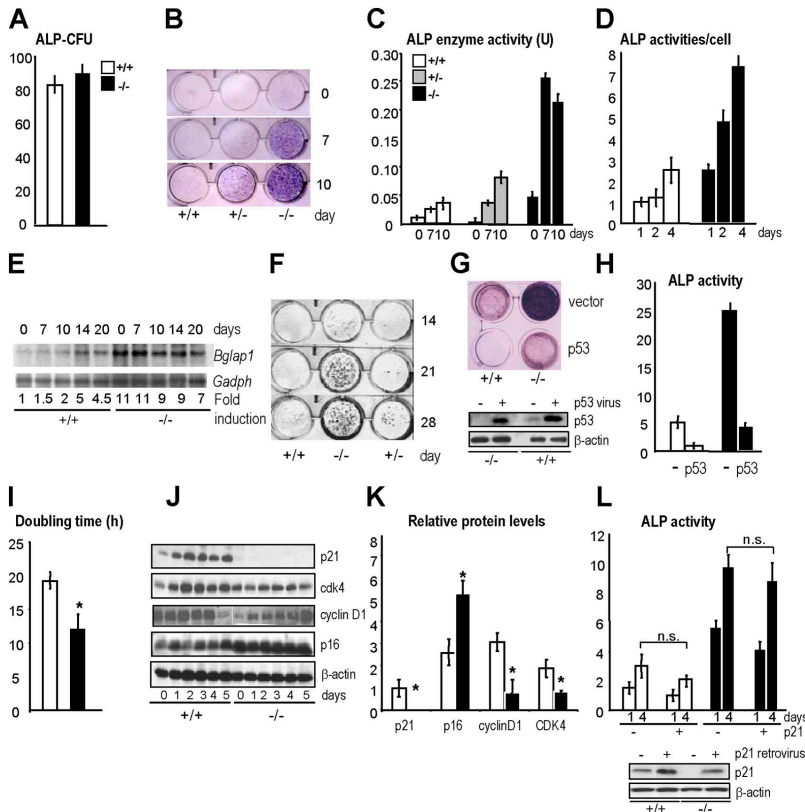 A
ALP-CFU
100
80
60
40
20
0
+/+
-/-
B
0
7
10
+/+ +/- -/- day
C
ALP enzyme activity (U)
0.30
0.25
0.20
0.15
0.10
0.05
0
+/+
+/-
-/-
0 710 0 710 0 710 days
D
ALP activities/cell
8
7
6
5
4
3
2
1
0
1 2 4 1 2 4 days
E
0 7 10 14 20 0 7 10 14 20 days
Bglap1
Gadph
1 1.5 2 5 4.5 11 11 9 9 7 Fold
induction
+/+ -/-
F
14
21
28
+/+ -/- +/- day
G
vector
p53
+/+ -/-
- + - + p53 virus
p53
β-actin
-/- +/+
H
ALP activity
30
25
20
15
10
5
0
- p53 - p53
I
Doubling time (h)
25
20
15
10
5
0
*
J
p21
cdk4
cyclin D1
p16
β-actin
0 1 2 3 4 5 0 1 2 3 4 5 days
+/+ -/-
K
Relative protein levels
8
7
6
5
4
3
2
1
0
* * * *
p21 p16 cyclinD1 CDK4
L
ALP activity
12
10
8
6
4
2
0
n.s.
n.s.
1 4 1 4 1 4 1 4 days
- + - + p21
- + - + p21 retrovirus
p21
β-actin
+/+ -/-